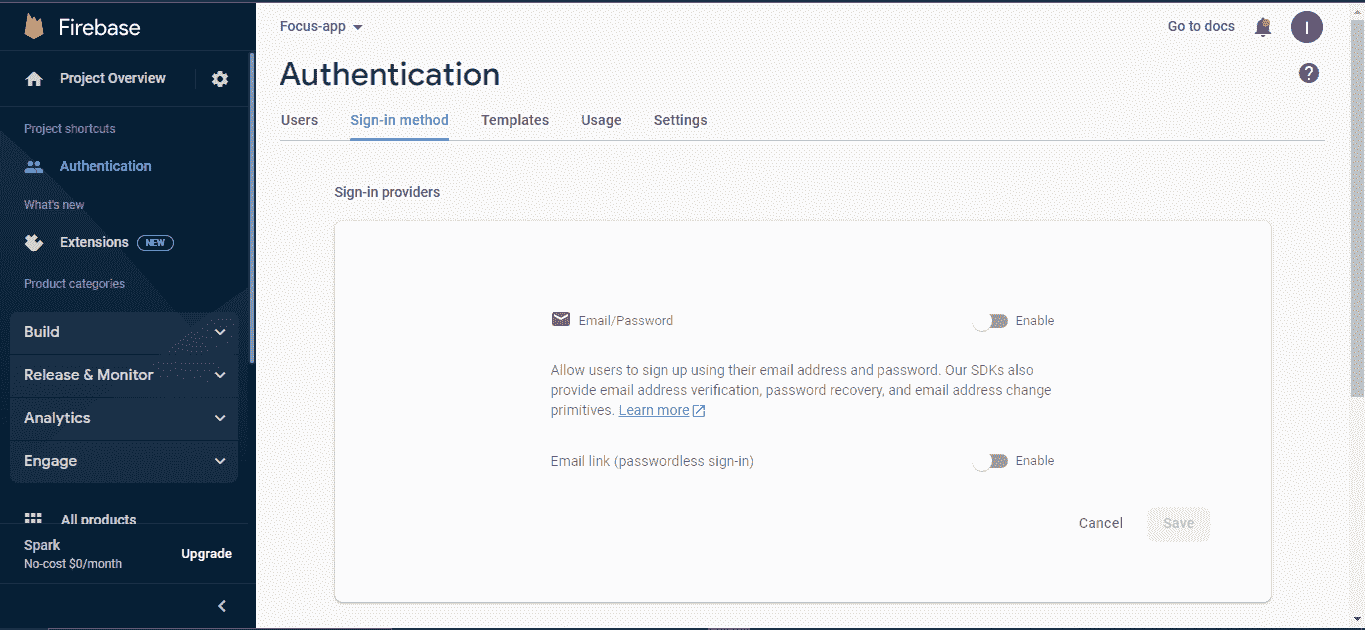 Firebase
Project Overview
Project shortcuts
Authentication
What's new
Extensions NEW
Product categories
Build
Release & Monitor
Analytics
Engage
All products
Spark
No-cost $0/month
Upgrade
Focus-app
Go to docs
I
Authentication
?
Users Sign-in method Templates Usage Settings
Sign-in providers
Email/Password Enable
Allow users to sign up using their email address and password. Our SDKs also
provide email address verification, password recovery, and email address change
primitives. Learn more
Email link (passwordless sign-in) Enable
Cancel Save